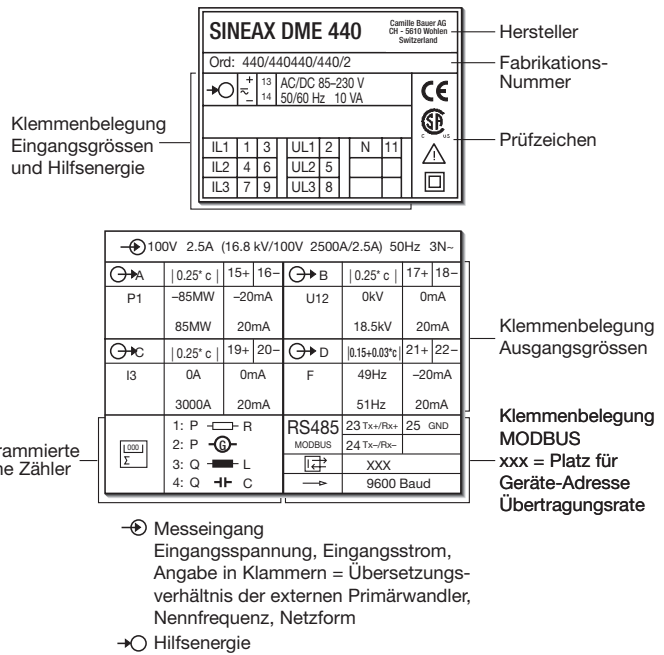 SINEAX DME 440
Camille Bauer AG
CH - 5610 Wohlen
Switzerland
Hersteller
Ord: 440/440440/440/2
Fabrikations-
Nummer
+ 13 AC/DC 85–230 V
– 14 50/60 Hz 10 VA
CE
SA
C US
Prüfzeichen
Klemmenbelegung
Eingangsgrössen
und Hilfsenergie
IL1 1 3 UL1 2 N 11
IL2 4 6 UL2 5
IL3 7 9 UL3 8
100V 2.5A (16.8 kV/100V 2500A/2.5A) 50Hz 3N~
A | 0.25* c | 15+ 16– B | 0.25* c | 17+ 18–
P1 –85MW –20mA U12 0kV 0mA
85MW 20mA 18.5kV 20mA
Klemmenbelegung
Ausgangsgrössen
C | 0.25* c | 19+ 20– D |0.15+0.03*c| 21+ 22–
I3 0A 0mA F 49Hz –20mA
3000A 20mA 51Hz 20mA
rammierte
ne Zähler
1000
Σ
1: P R
2: P G
3: Q L
4: Q C
RS485 23 Tx+/Rx+ 25 GND
MODBUS 24 Tx–/Rx–
XXX
9600 Baud
Klemmenbelegung
MODBUS
xxx = Platz für
Geräte-Adresse
Übertragungsrate
Messeingang
Eingangsspannung, Eingangsstrom,
Angabe in Klammern = Übersetzungs-
verhältnis der externen Primärwandler,
Nennfrequenz, Netzform
Hilfsenergie